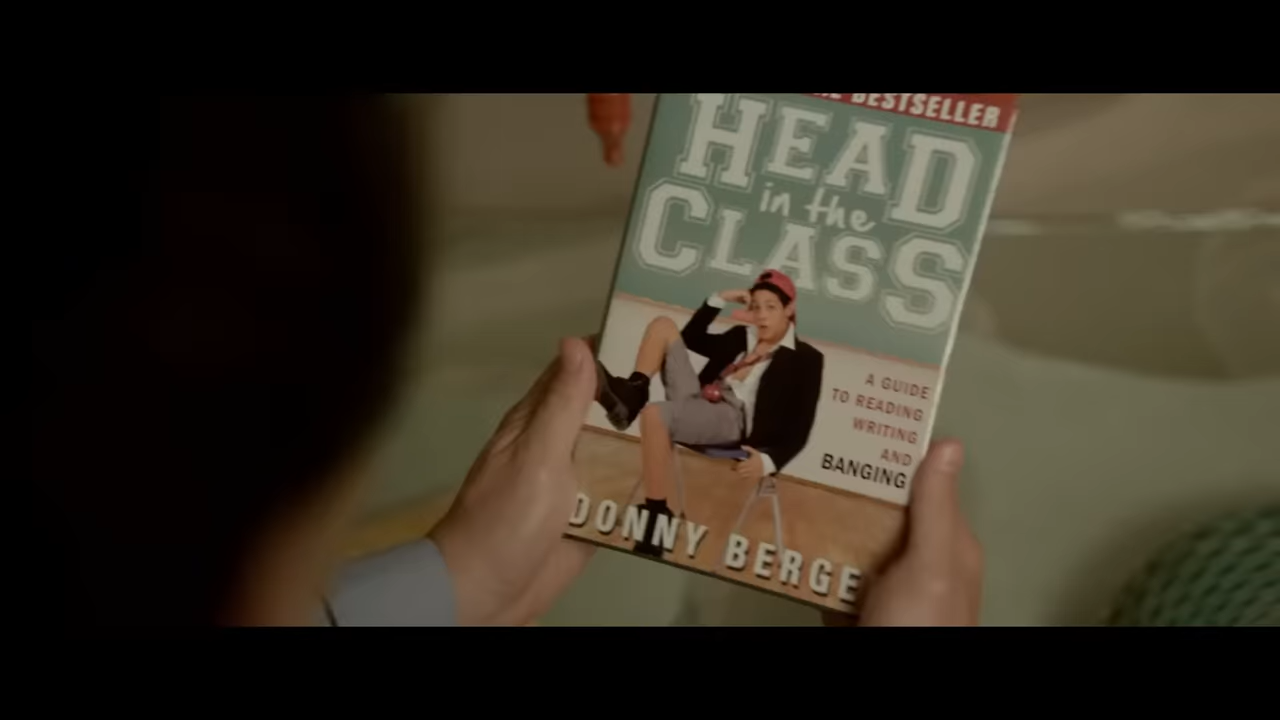 BESTSELLER
HEAD
in the
CLASS
A GUIDE
TO READING
WRITING
AND
BANGING
DONNY BERGE